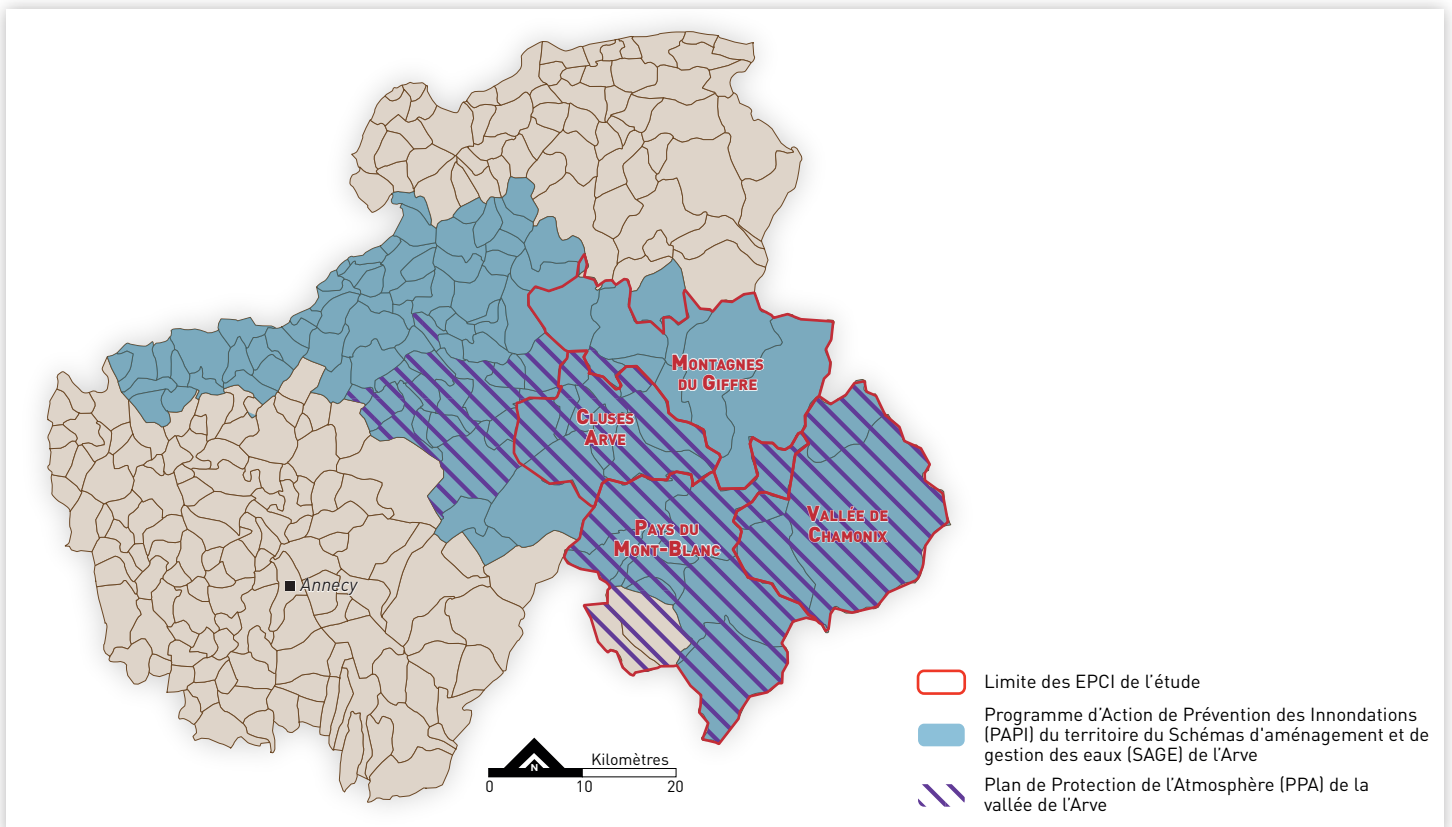 MONTAGNES
DU GIFFRE
CLUSES
ARVE
VALLÉE DE
CHAMONIX
PAYS DU
MONT-BLANC
Annecy
Limite des EPCI de l'étude
Programme d'Action de Prévention des Innondations
(PAPI) du territoire du Schémas d'aménagement et de
gestion des eaux (SAGE) de l'Arve
Plan de Protection de l'Atmosphère (PPA) de la
vallée de l'Arve
Kilomètres
N
0 10 20